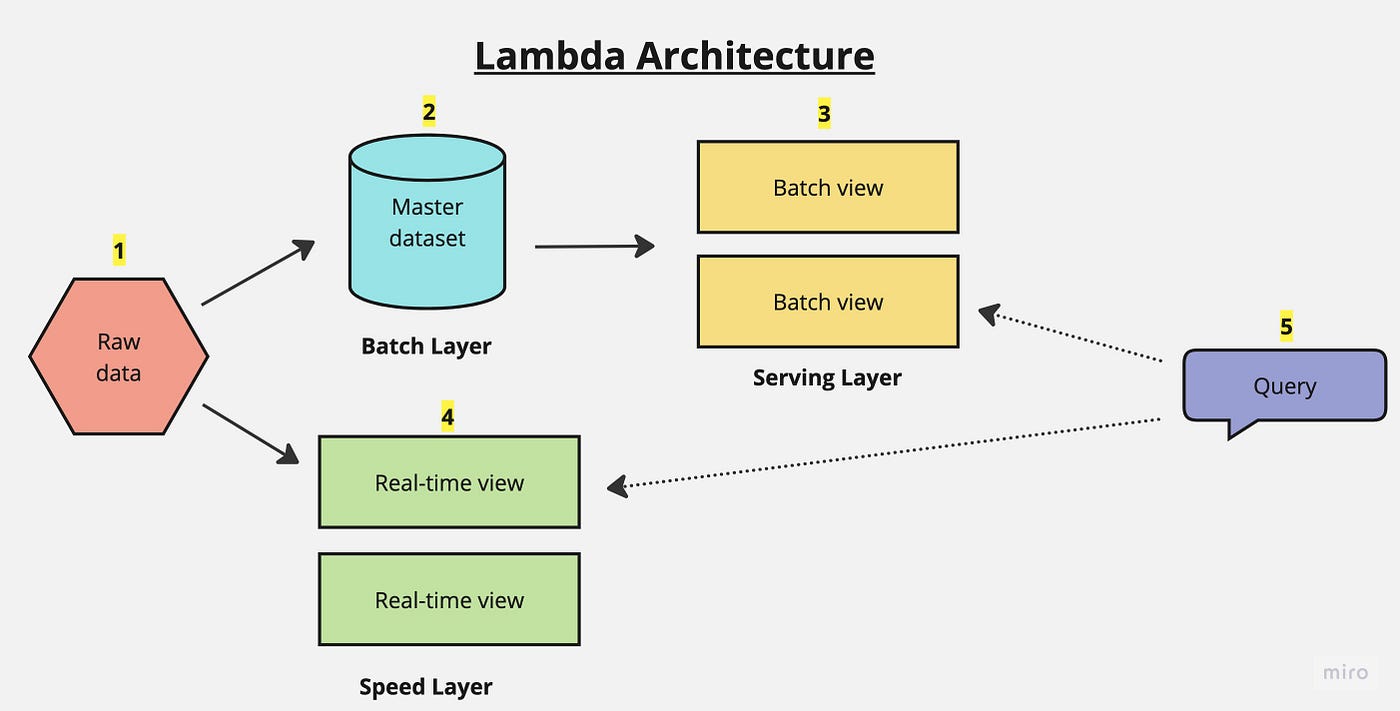 Lambda Architecture
2
3
Master
dataset
Batch view
1
Batch view
Raw
data
Batch Layer
5
Query
Serving Layer
4
Real-time view
Real-time view
Speed Layer
miro